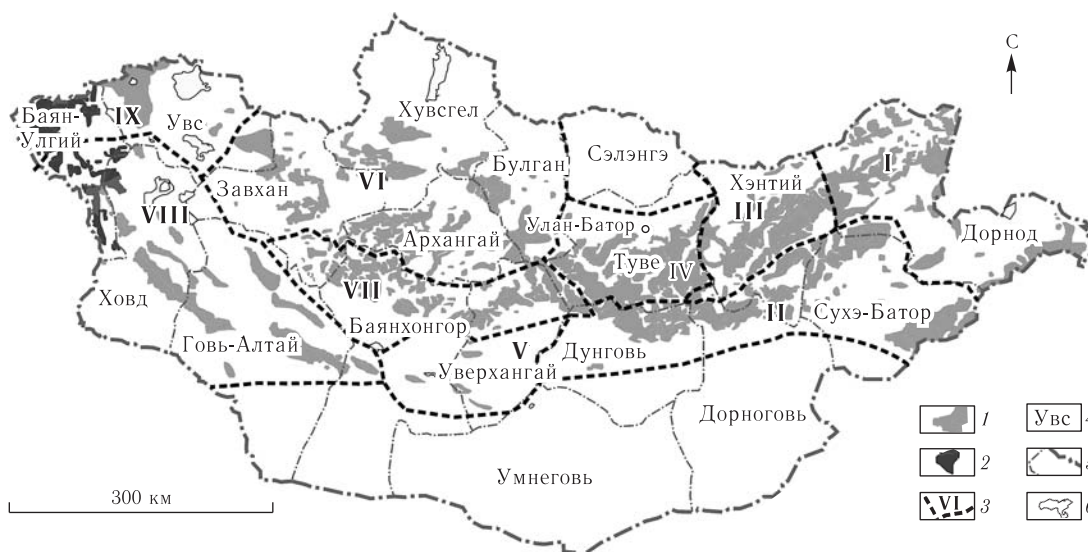 С
Хувсгел
Баян-
Улгий
IX
Увс
Булган
Сэлэнгэ
I
Завхан
VI
Хэнтий
III
VIII
Улан-Батор
Архангай
Дорнод
Туве
IV
VII
Ховд
II
Сухэ-Батор
Баянхонгор
Говь-Алтай
V
Дунговь
Уверхангай
Дорноговь
Умнеговь
300 км
1
Увс
2
VI
3